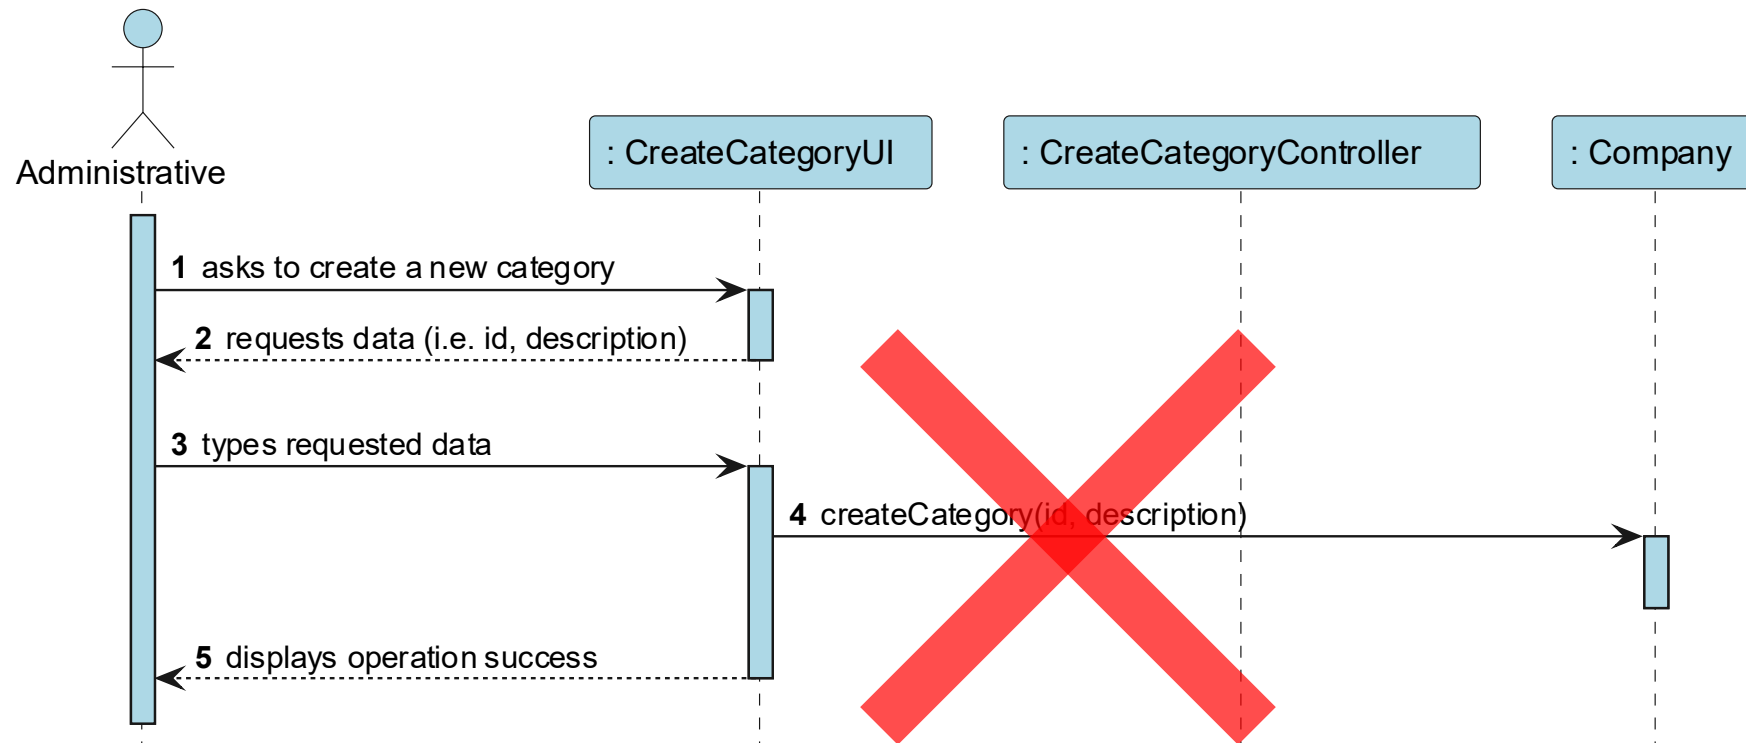 Administrative
: CreateCategoryUI
: CreateCategoryController
: Company
1 asks to create a new category
2 requests data (i.e. id, description)
3 types requested data
4 createCategory(id, description)
5 displays operation success